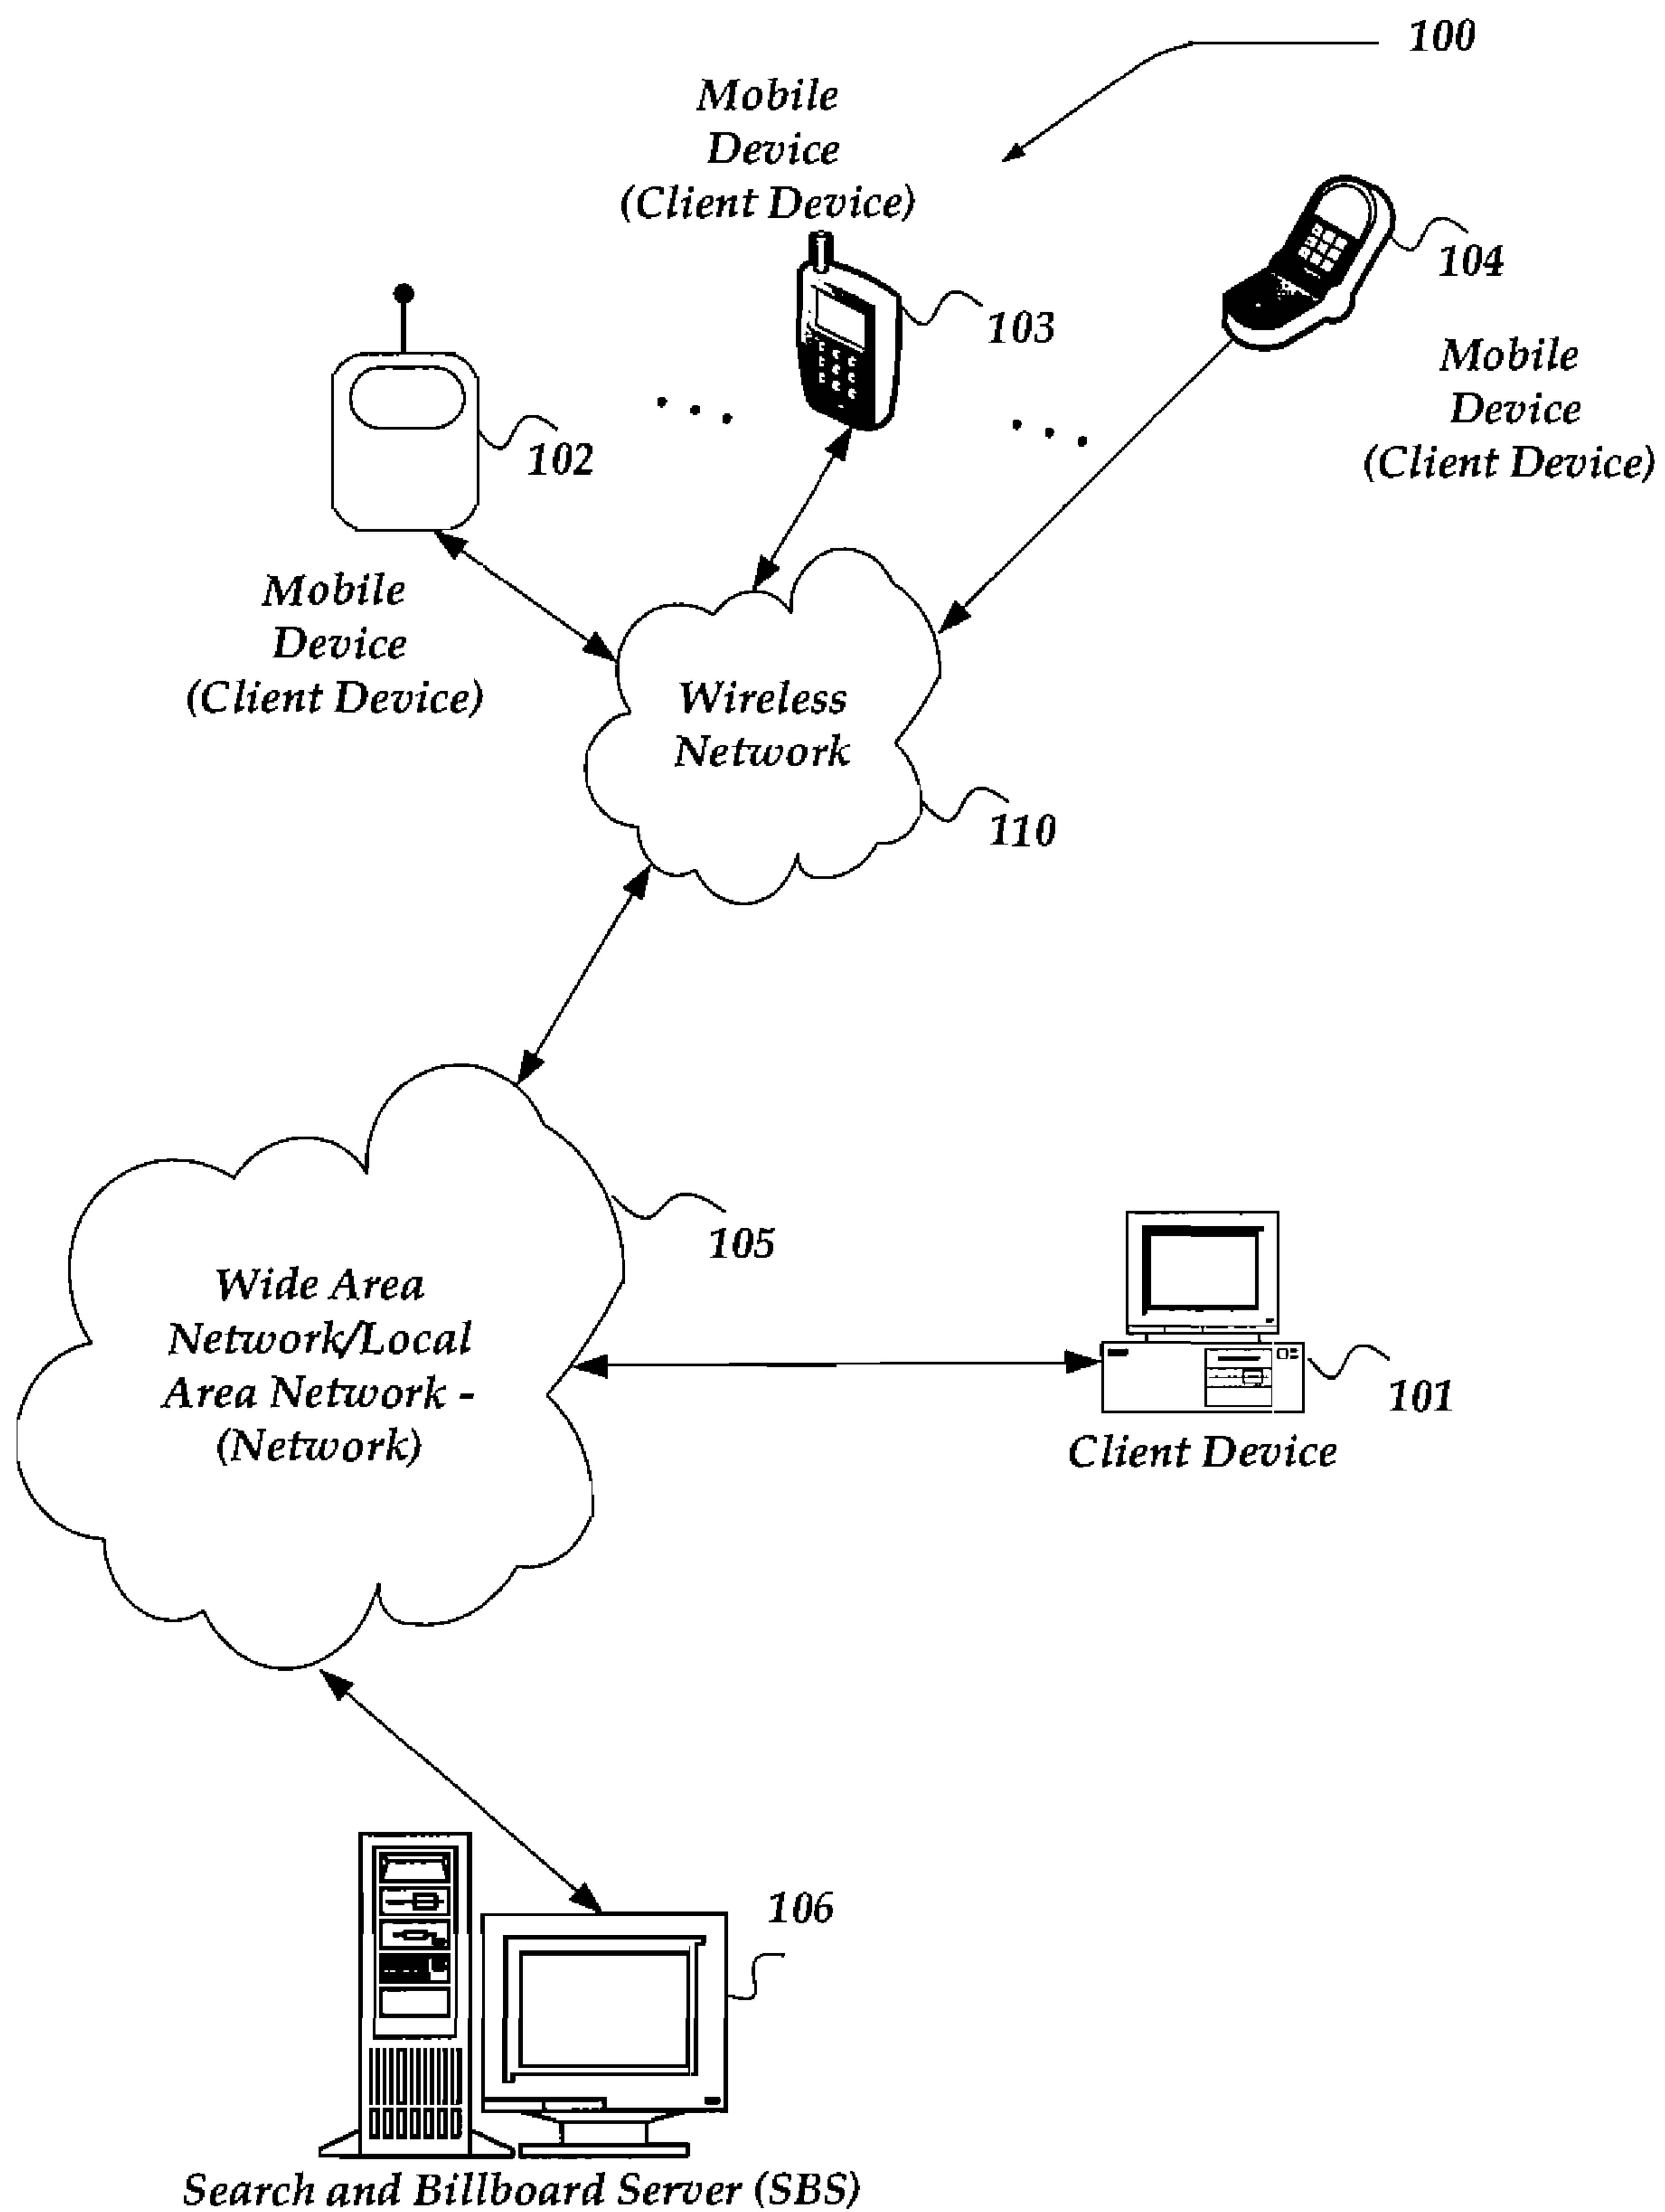 100
Mobile
Device
(Client Device)
104
103
Mobile
Device
(Client Device)
102
Mobile
Device
(Client Device)
Wireless
Network
110
105
Wide Area
Network/Local
Area Network -
(Network)
101
Client Device
106
Search and Billboard Server (SBS)